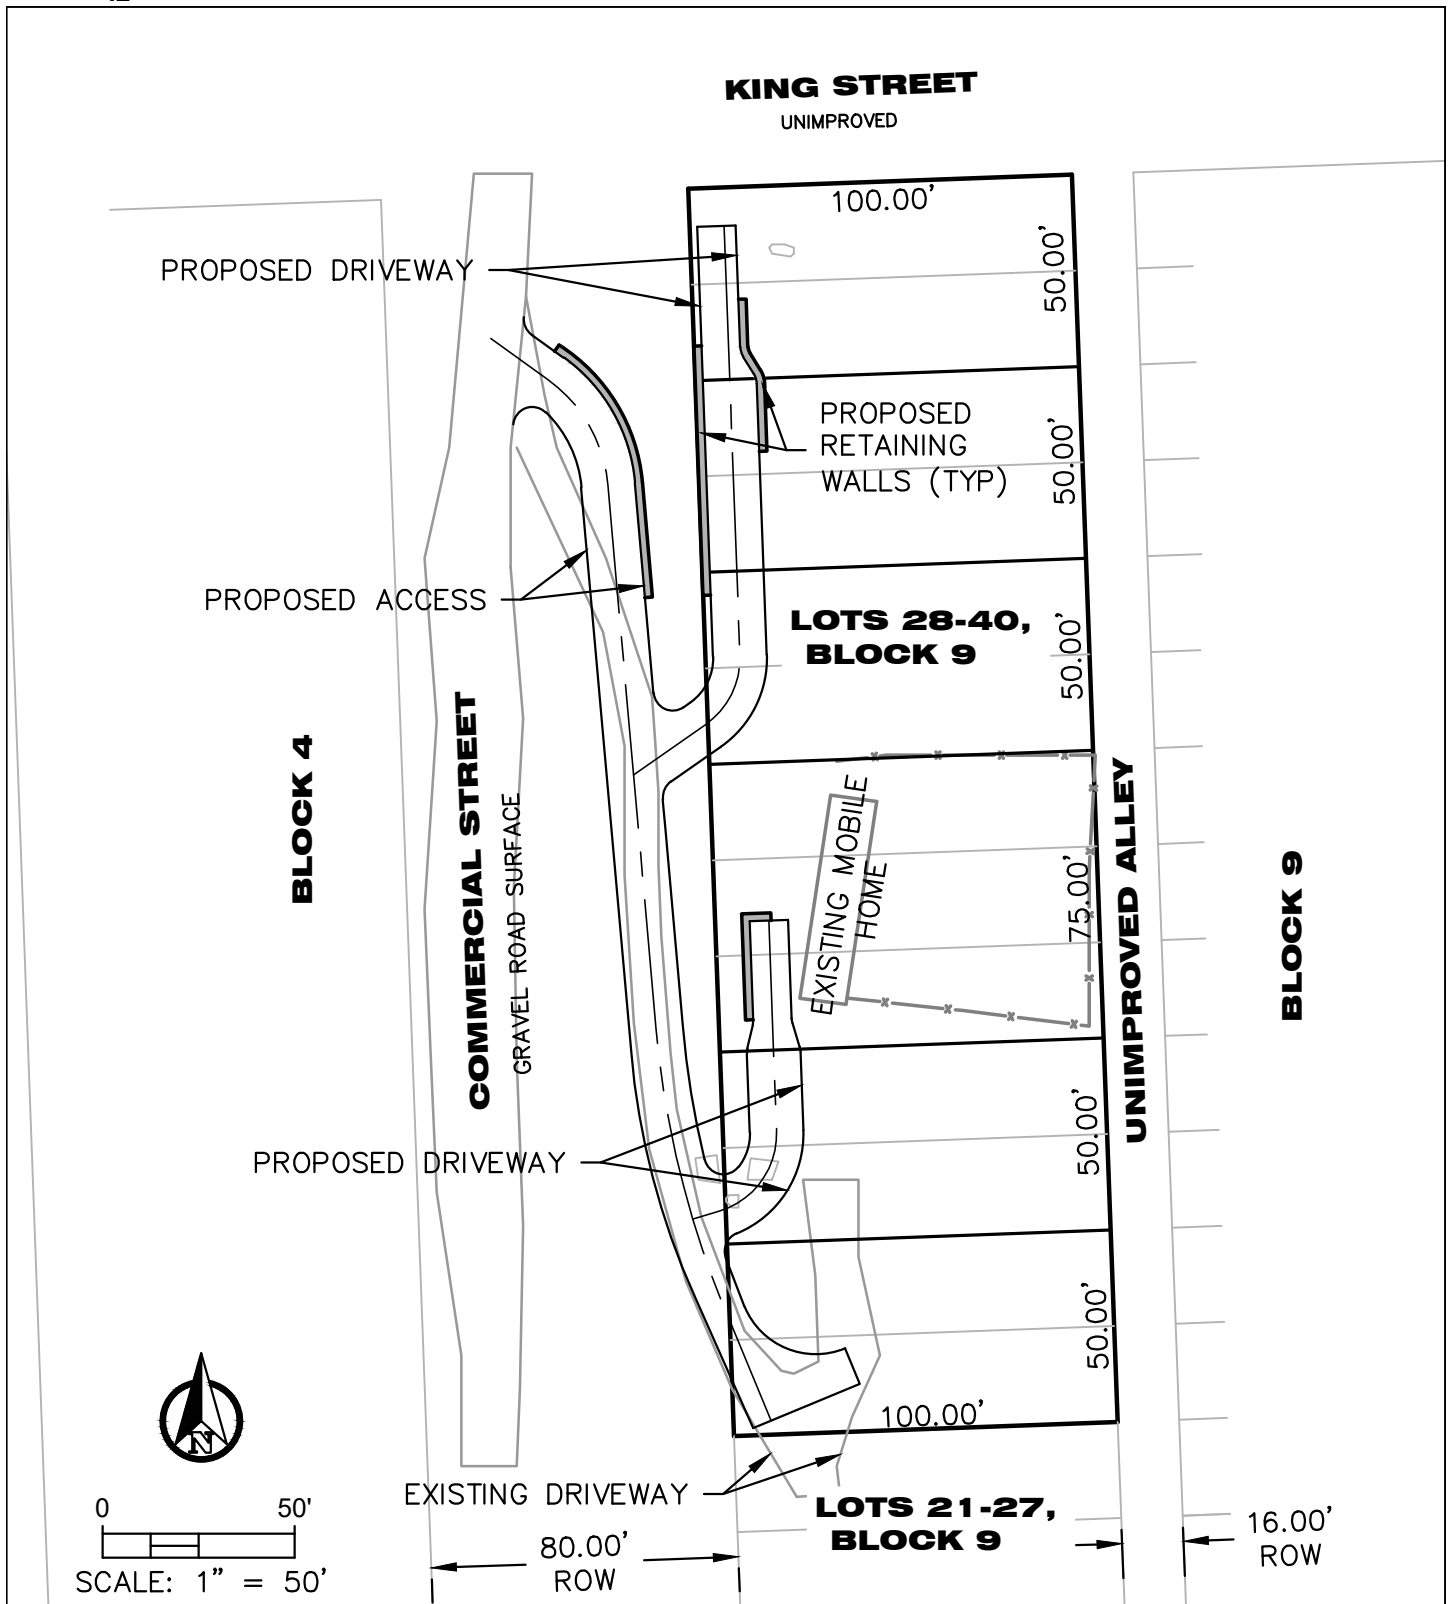 KING STREET
UNIMPROVED
100.00'
50.00'
PROPOSED DRIVEWAY
PROPOSED
RETAINING
WALLS (TYP)
50.00'
PROPOSED ACCESS
LOTS 28-40,
BLOCK 9
50.00'
BLOCK 4
COMMERCIAL STREET
GRAVEL ROAD SURFACE
EXISTING MOBILE
HOME
75.00'
UNIMPROVED ALLEY
BLOCK 9
PROPOSED DRIVEWAY
50.00'
50.00'
100.00'
N
EXISTING DRIVEWAY
LOTS 21-27,
BLOCK 9
0 50'
SCALE: 1" = 50'
80.00'
ROW
16.00'
ROW